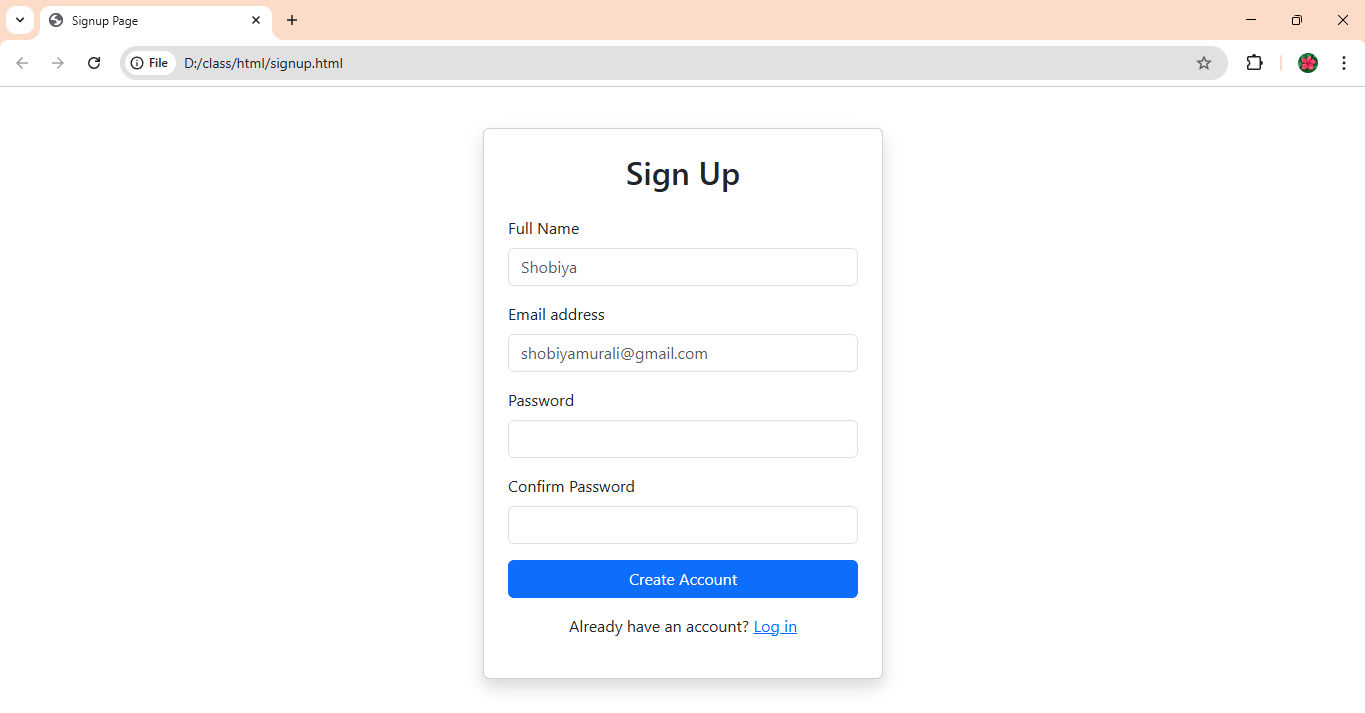 Signup Page
File D:/class/html/signup.html
Sign Up
Full Name
Shobiya
Email address
shobiyamurali@gmail.com
Password
Confirm Password
Create Account
Already have an account? Log in